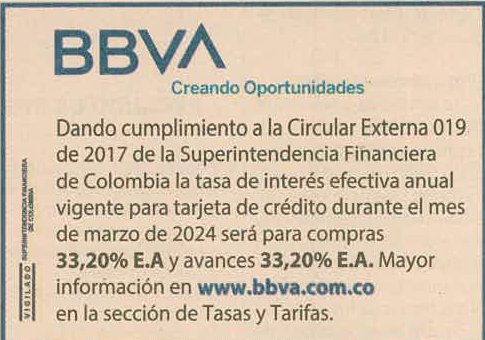 BBVA
Creando Oportunidades
Dando cumplimiento a la Circular Externa 019
de 2017 de la Superintendencia Financiera
de Colombia la tasa de interés efectiva anual
vigente para tarjeta de crédito durante el mes
de marzo de 2024 será para compras
33,20% E.A y avances 33,20% E.A. Mayor
información en www.bbva.com.co
en la sección de Tasas y Tarifas.
VIGILADO SUPERINTENDENCIA FINANCIERA
DE COLOMBIA